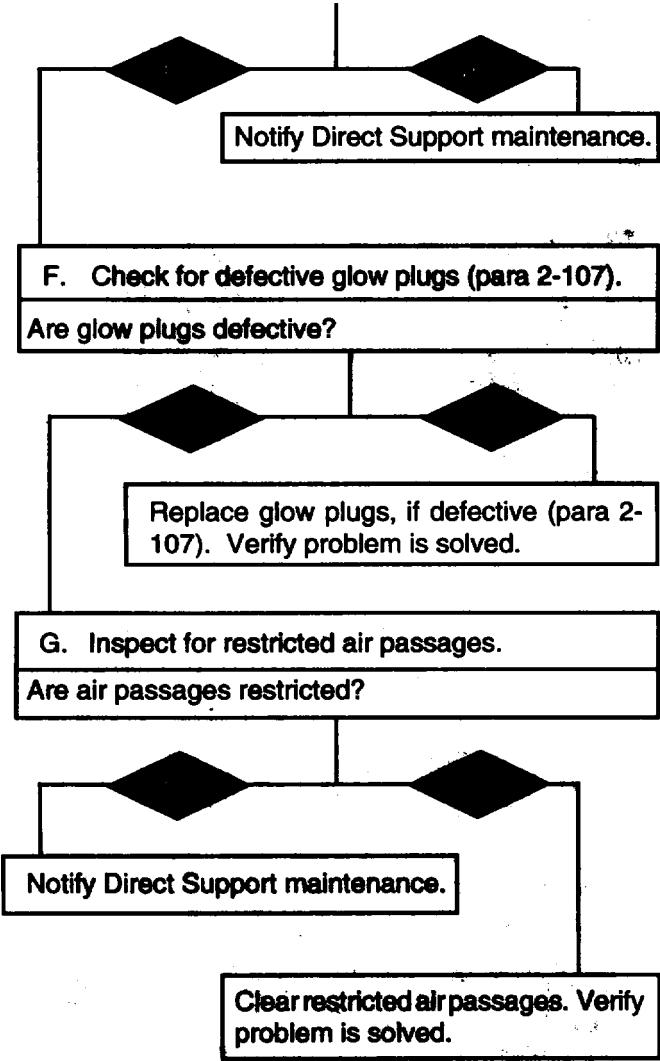 Notify Direct Support maintenance.
F. Check for defective glow plugs (para 2-107).
Are glow plugs defective?
Replace glow plugs, if defective (para 2-
107). Verify problem is solved.
G. Inspect for restricted air passages.
Are air passages restricted?
Notify Direct Support maintenance.
Clear restricted air passages. Verify
problem is solved.